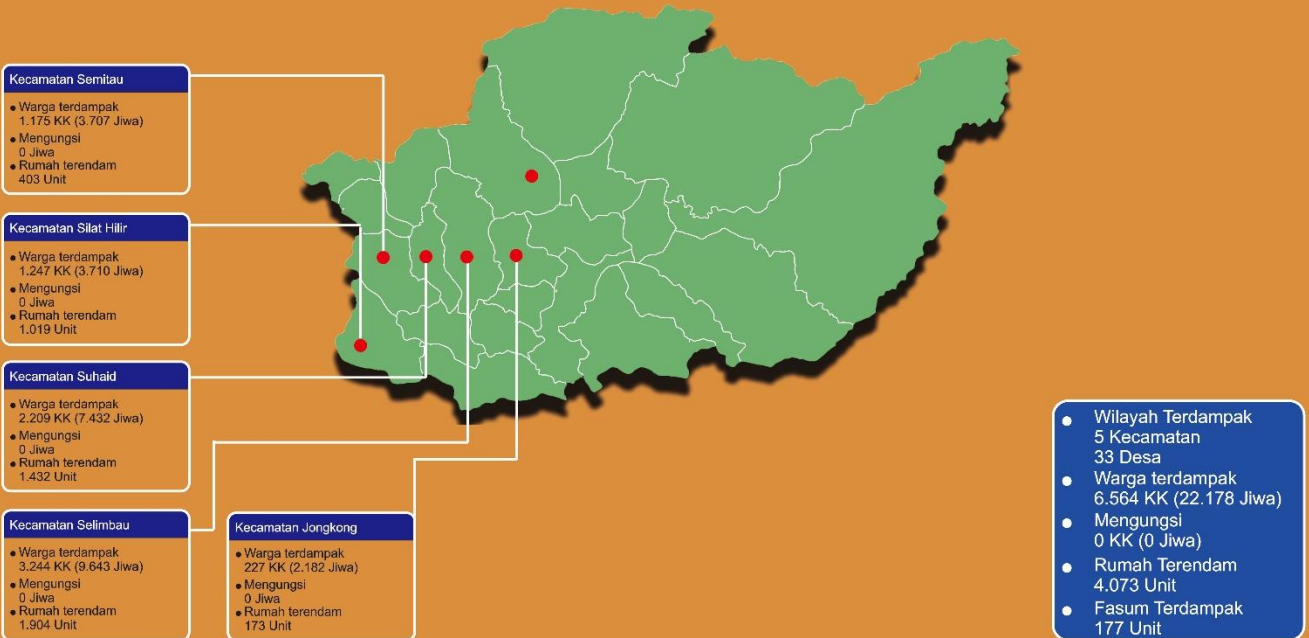 Kecamatan Semitau
• Warga terdampak
1.175 KK (3.707 Jiwa)
• Mengungsi
0 Jiwa
• Rumah terendam
403 Unit
Kecamatan Silat Hilir
• Warga terdampak
1.247 KK (3.710 Jiwa)
• Mengungsi
0 Jiwa
• Rumah terendam
1.019 Unit
Kecamatan Suhaid
• Warga terdampak
2.209 KK (7.432 Jiwa)
• Mengungsi
0 Jiwa
• Rumah terendam
1.432 Unit
Kecamatan Selimbau
• Warga terdampak
3.244 KK (9.643 Jiwa)
• Mengungsi
0 Jiwa
• Rumah terendam
1.904 Unit
Kecamatan Jongkong
• Warga terdampak
227 KK (2.182 Jiwa)
• Mengungsi
0 Jiwa
• Rumah terendam
173 Unit
• Wilayah Terdampak
5 Kecamatan
33 Desa
• Warga terdampak
6.564 KK (22.178 Jiwa)
• Mengungsi
0 KK (0 Jiwa)
• Rumah Terendam
4.073 Unit
• Fasum Terdampak
177 Unit